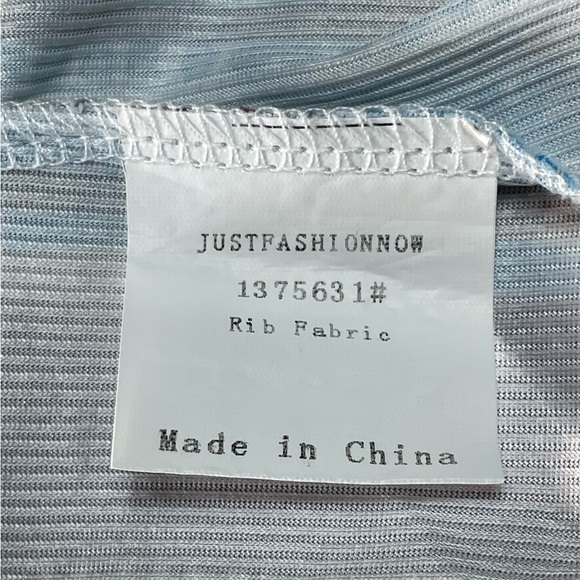 JUSTFASHIONNOW
1375631#
Rib Fabric
Made in China